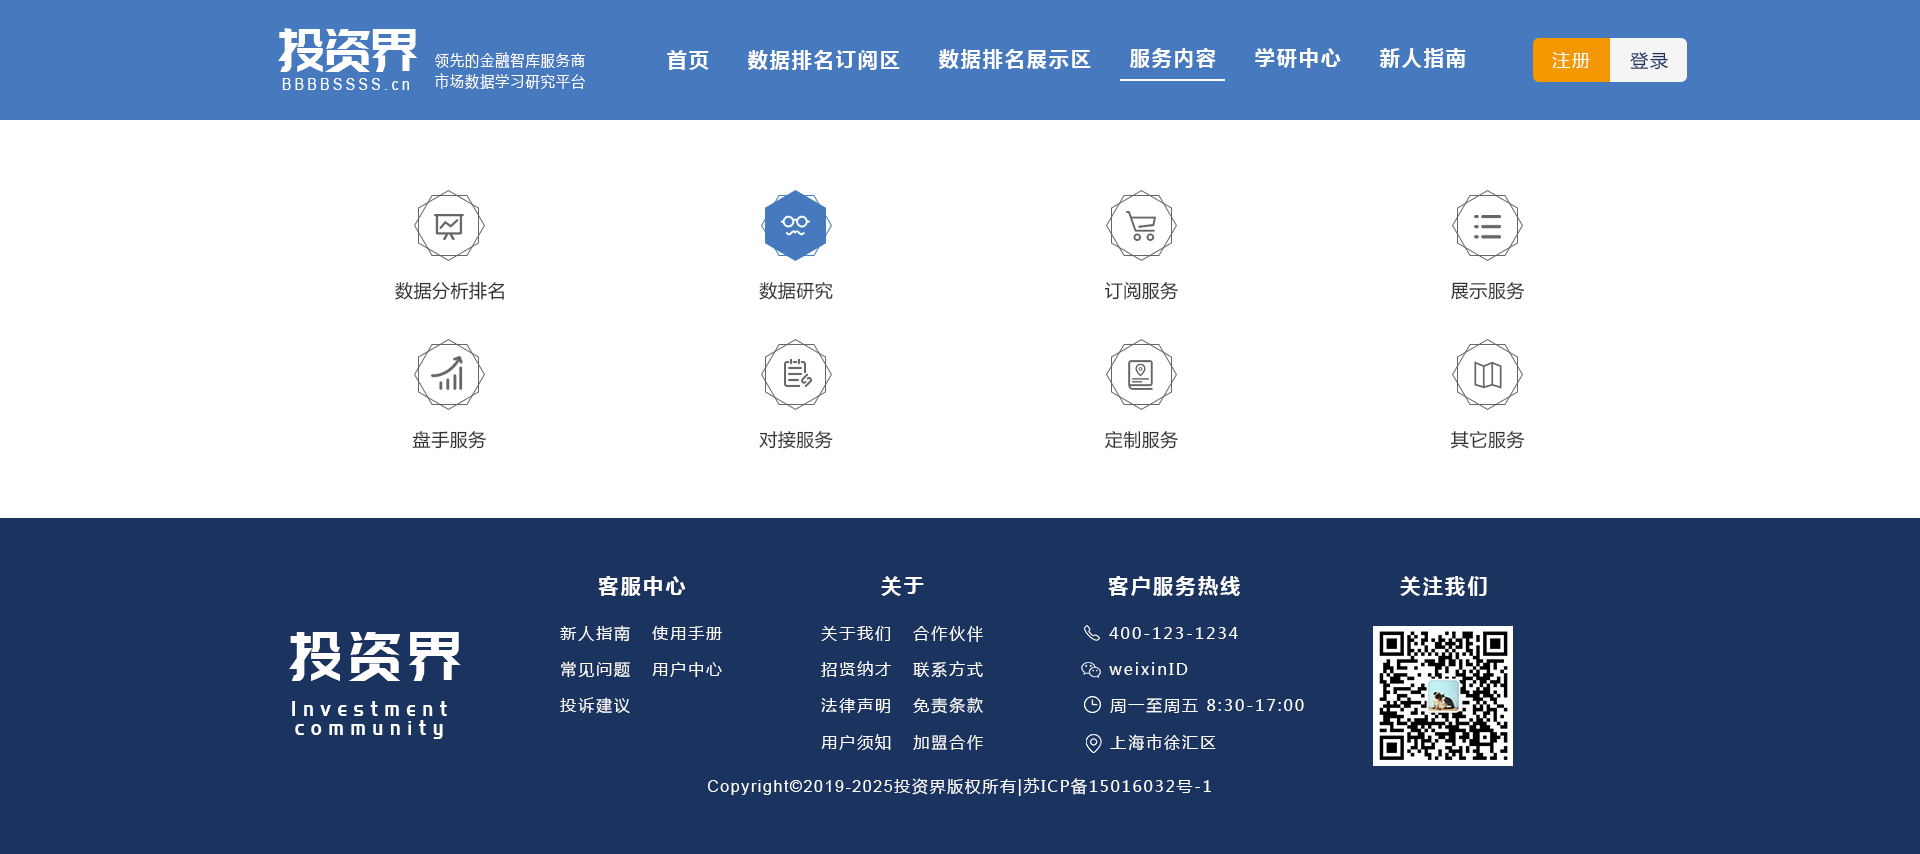 投资界
BBBBSSSS.cn
领先的金融智库服务商
市场数据学习研究平台
首页 数据排名订阅区 数据排名展示区 服务内容 学研中心 新人指南
注册 登录
数据分析排名 数据研究 订阅服务 展示服务
盘手服务 对接服务 定制服务 其它服务
投资界
Investment
community
客服中心
新人指南 使用手册
常见问题 用户中心
投诉建议
关于
关于我们 合作伙伴
招贤纳才 联系方式
法律声明 免责条款
用户须知 加盟合作
客户服务热线
400-123-1234
weixinID
周一至周五 8:30-17:00
上海市徐汇区
关注我们
Copyright©2019-2025投资界版权所有|苏ICP备15016032号-1